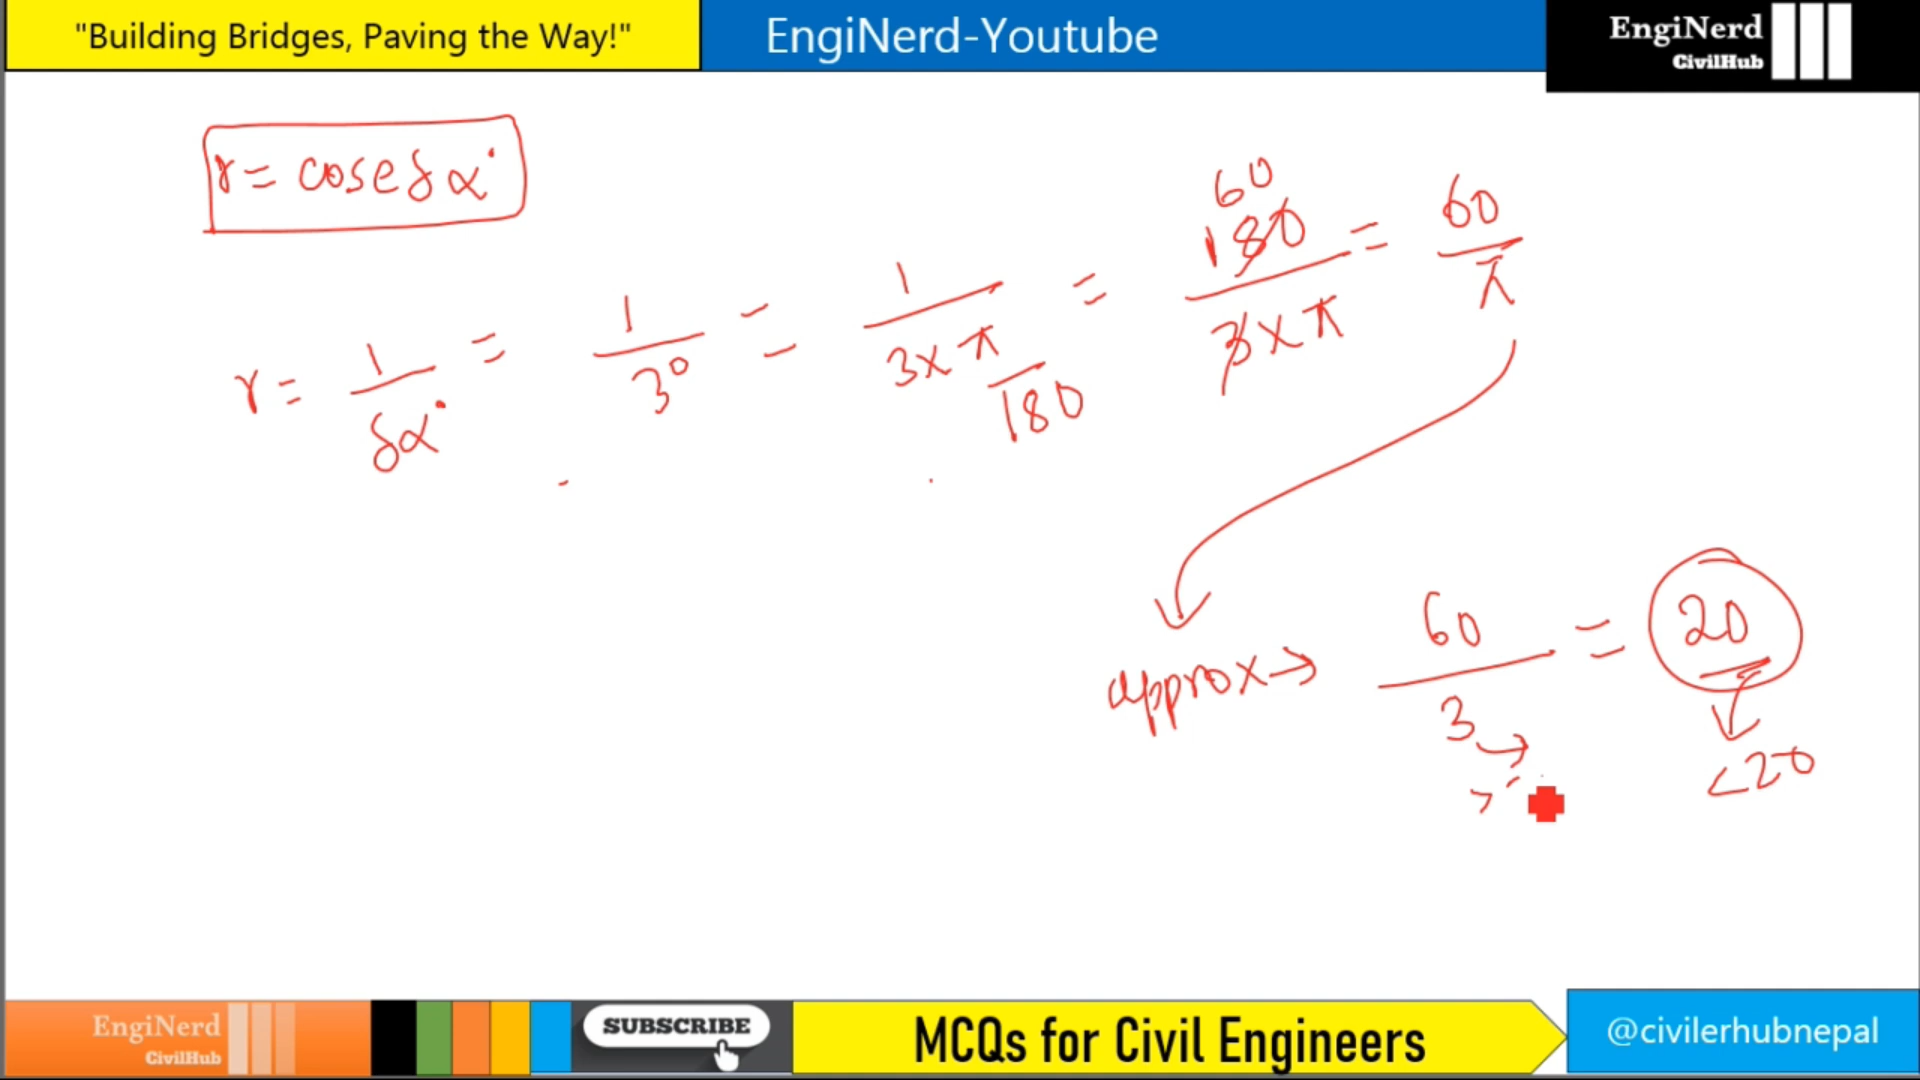 "Building Bridges, Paving the Way!"
EngiNerd-Youtube
EngiNerd
CivilHub
r = cosec δα°
r = 1/δα° = 1/3° = 1/(3×π/180) = 180/(3×π) = 60/π
60
approx → 60/3 = 20
<20
>
EngiNerd
CivilHub
SUBSCRIBE
MCQs for Civil Engineers
@civilerhubnepal